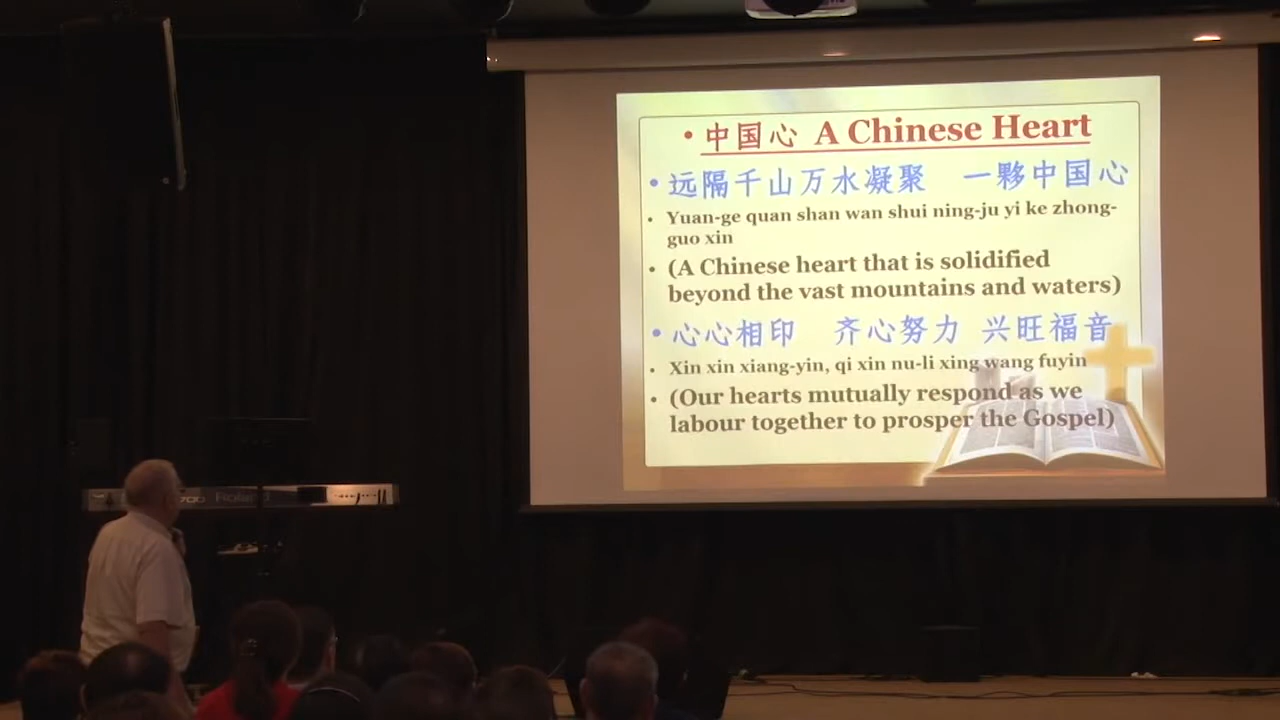 • 中国心 A Chinese Heart
• 远隔千山万水凝聚 一夥中国心
• Yuan-ge quan shan wan shui ning-ju yi ke zhong-
guo xin
• (A Chinese heart that is solidified
beyond the vast mountains and waters)
• 心心相印 齐心努力 兴旺福音
• Xin xin xiang-yin, qi xin nu-li xing wang fuyin
• (Our hearts mutually respond as we
labour together to prosper the Gospel)
700 Roland